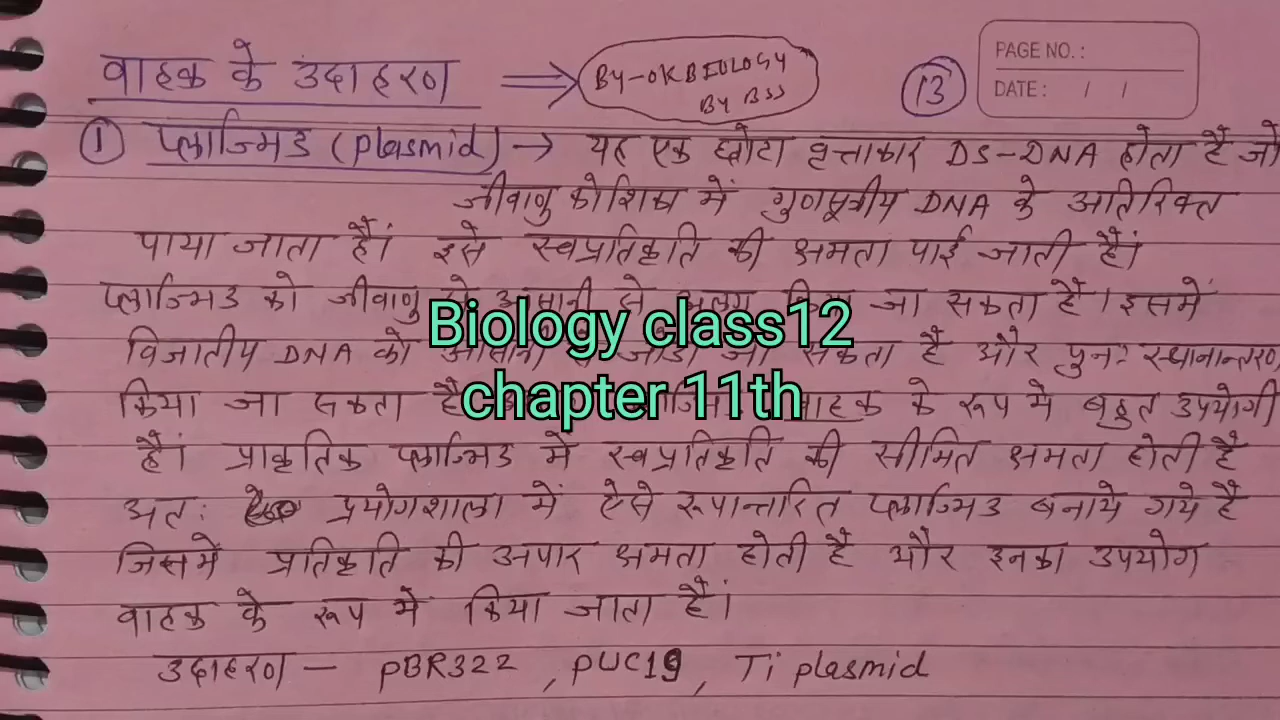 वाहक के उदाहरण
By-OKBIOLOGY
By BSS
13
PAGE NO.:
DATE: / /
① प्लाज्मिड (plasmid) → यह एक छोटा वृत्ताकार DS-DNA होता है जो
जीवाणु कोशिका में गुणसूत्रीय DNA के अतिरिक्त
पाया जाता है। इसे स्वप्रतिकृति की क्षमता पाई जाती है।
प्लाज्मिड को जीवाणु से आसानी से अलग किया जा सकता है। इसमें
विजातीय DNA को आसानी से जोडा जा सकता है और पुनः स्थानान्तरण
किया जा सकता है वाहक के रूप मे बहुत उपयोगी
है। प्राकृतिक प्लाज्मिड में स्वप्रतिकृति की सीमित क्षमता होती है
अतः प्रयोगशाला में ऐसे रूपान्तरित प्लाज्मिड बनाये गये है
जिसमे प्रतिकृति की अपार क्षमता होती है और इनका उपयोग
वाहक के रूप मे किया जाता है।
उदाहरण — pBR322, pUC19, Ti plasmid
Biology class12
chapter 11th